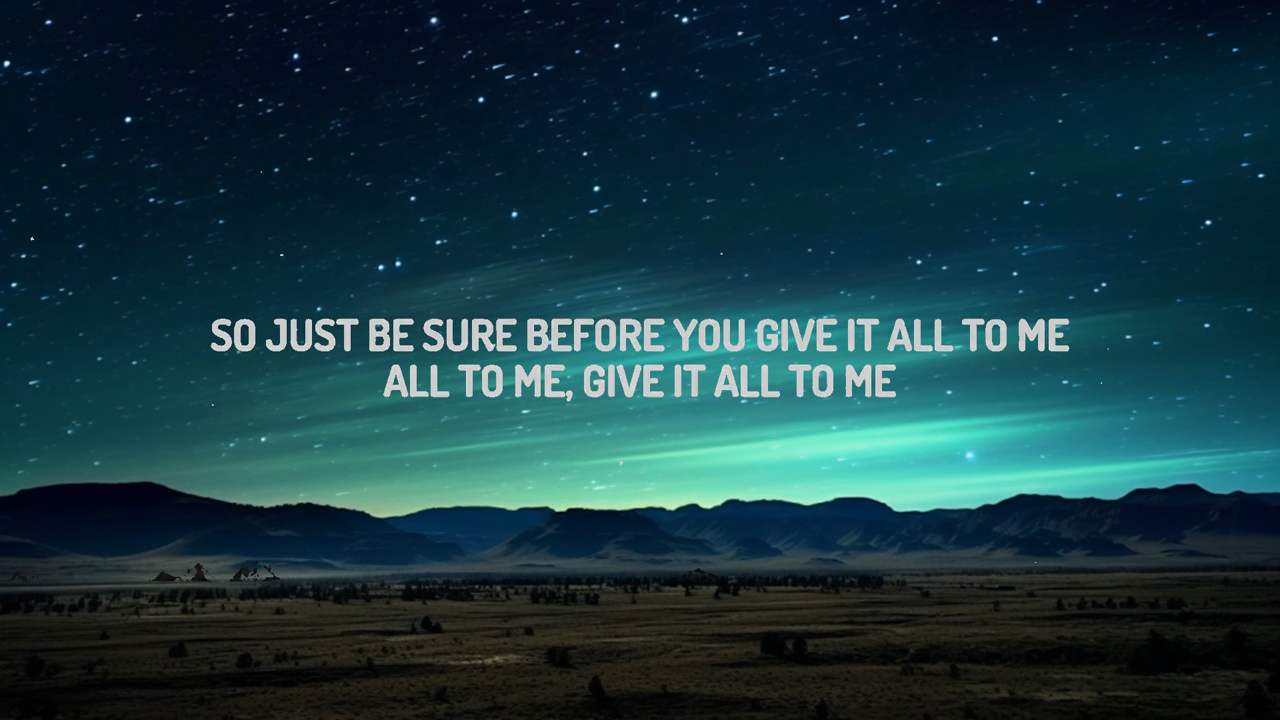 SO JUST BE SURE BEFORE YOU GIVE IT ALL TO ME
ALL TO ME, GIVE IT ALL TO ME